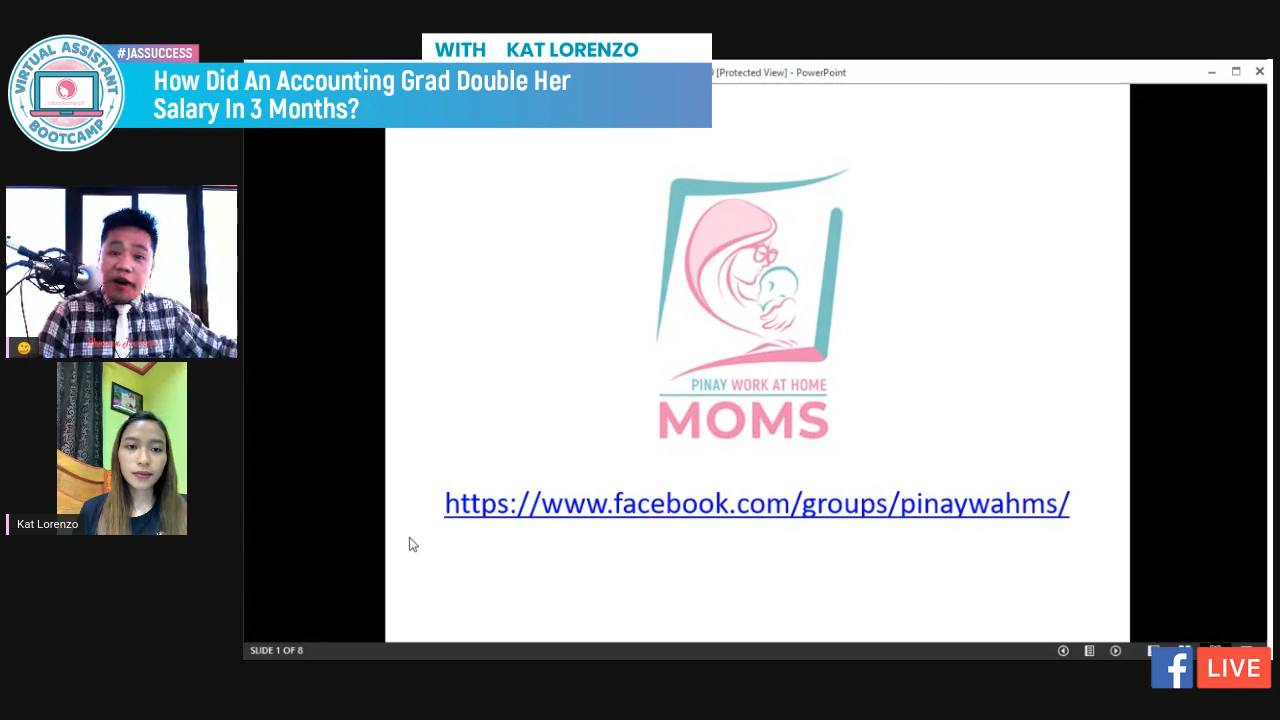 #JASSUCCESS
WITH KAT LORENZO
How Did An Accounting Grad Double Her
Salary In 3 Months?
VIRTUAL ASSISTANT
BOOTCAMP
[Protected View] - PowerPoint
PINAY WORK AT HOME
MOMS
https://www.facebook.com/groups/pinaywahms/
Kat Lorenzo
SLIDE 1 OF 8
f LIVE